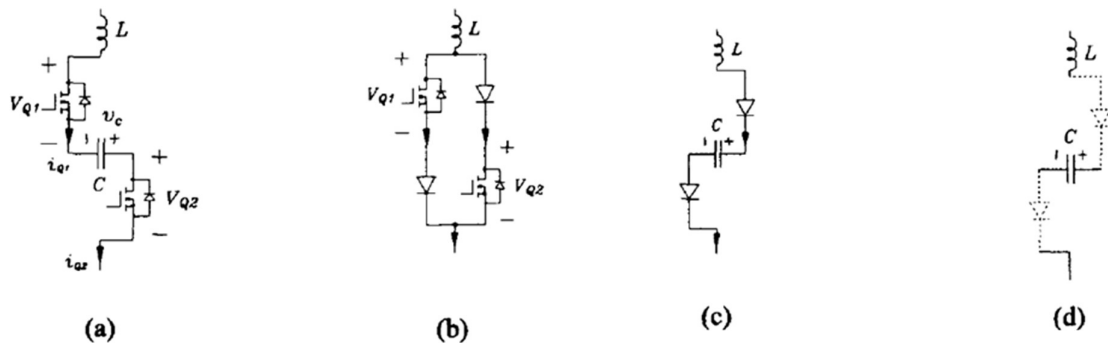 L
+
V_Q1
−
v_c
+
i_Q1
C
+
V_Q2
−
i_Q2
(a)
L
+
V_Q1
−
+
V_Q2
−
(b)
L
C
+
(c)
L
C
+
(d)